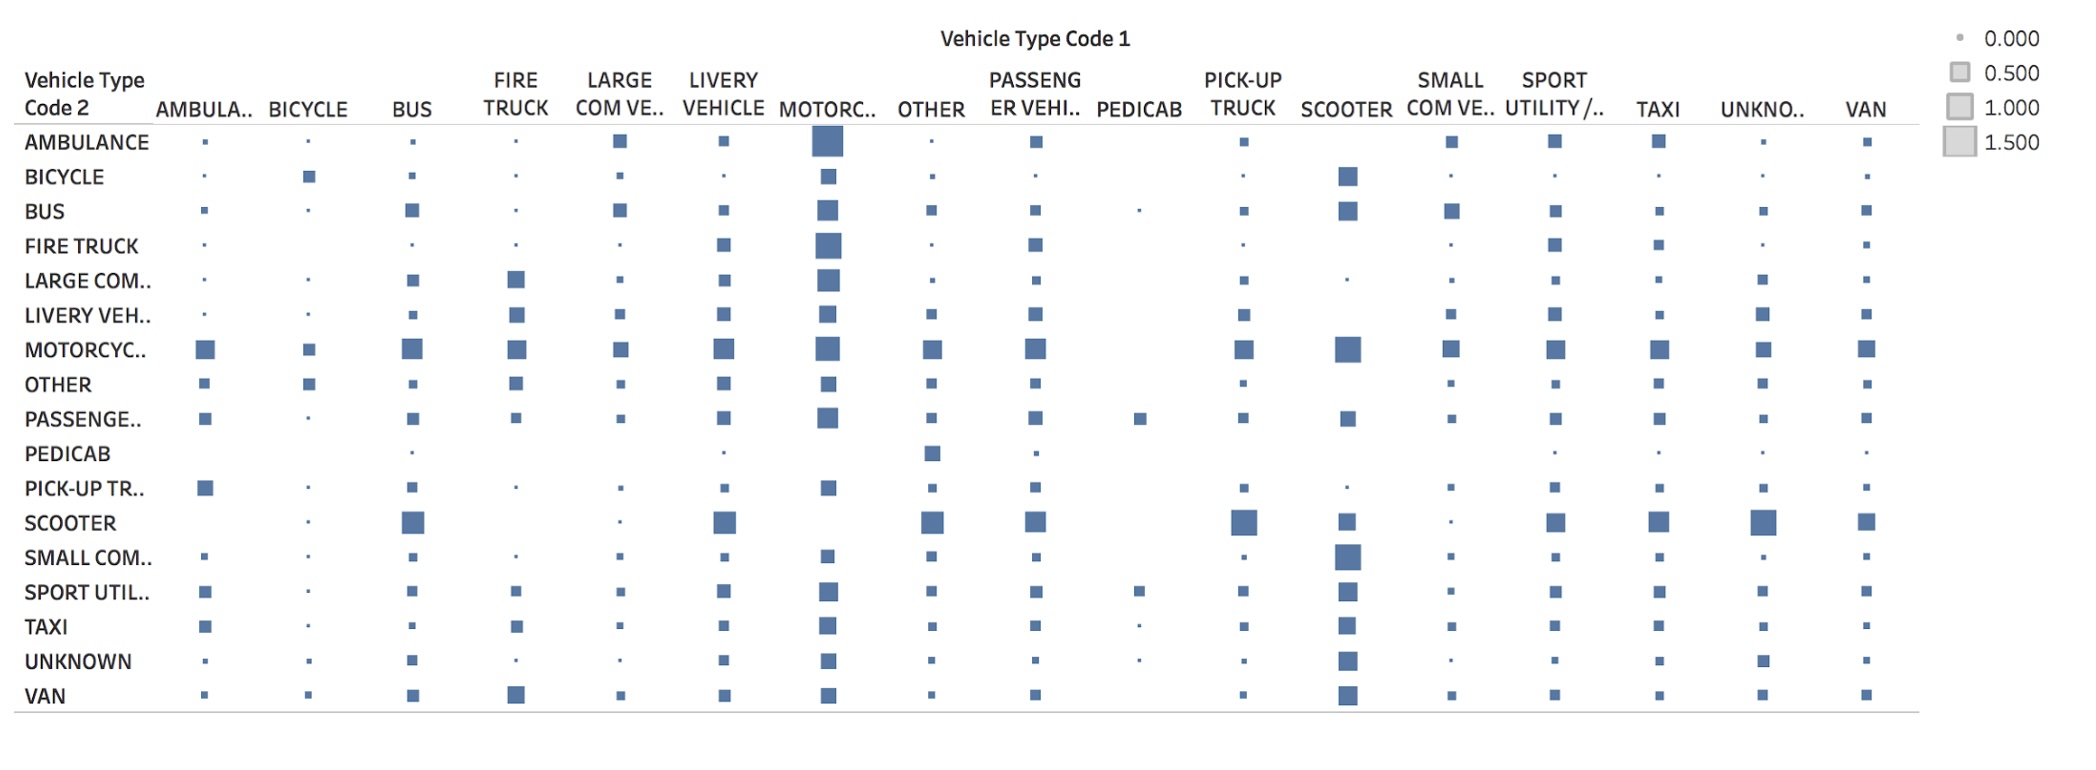 Vehicle Type Code 1
Vehicle Type
Code 2
AMBULA..
BICYCLE
BUS
FIRE
TRUCK
LARGE
COM VE..
LIVERY
VEHICLE
MOTORC..
OTHER
PASSENG
ER VEHI..
PEDICAB
PICK-UP
TRUCK
SCOOTER
SMALL
COM VE..
SPORT
UTILITY /..
TAXI
UNKNO..
VAN
AMBULANCE
BICYCLE
BUS
FIRE TRUCK
LARGE COM..
LIVERY VEH..
MOTORCYC..
OTHER
PASSENGE..
PEDICAB
PICK-UP TR..
SCOOTER
SMALL COM..
SPORT UTIL..
TAXI
UNKNOWN
VAN
0.000
0.500
1.000
1.500